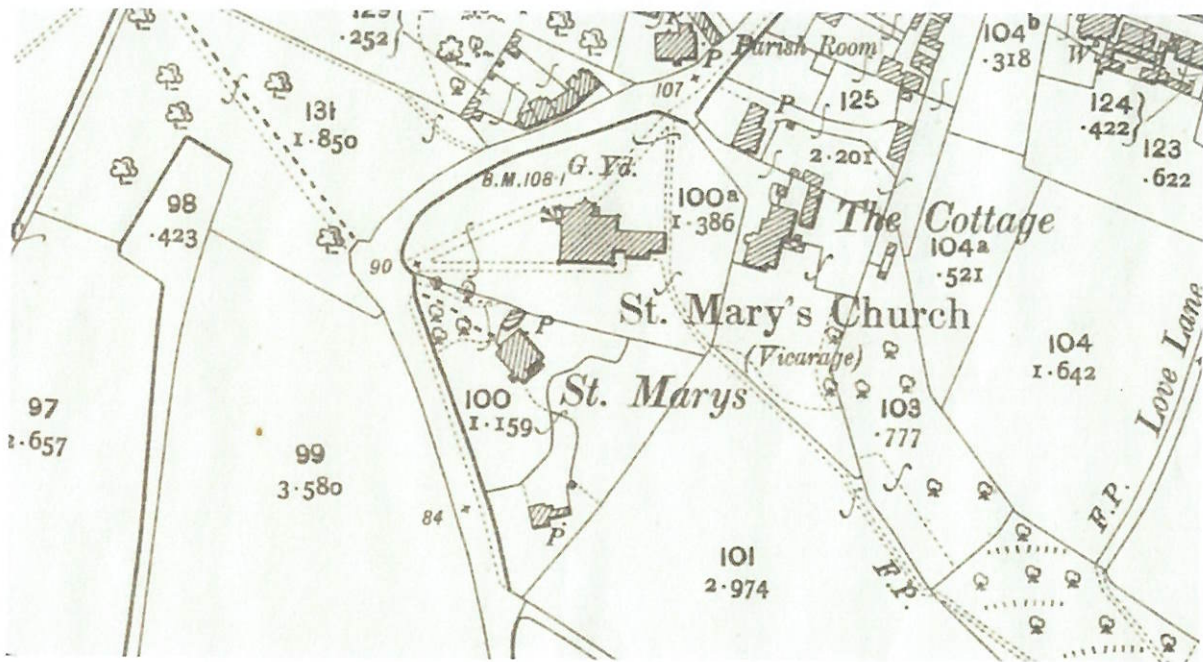 129
.252
P
Parish Room
104b
.318
W
107
125
124
.422
123
.622
131
1.850
P
2.201
B.M.108.1
G. Yd.
100a
1.386
98
.423
The Cottage
104a
.521
90
St. Mary's Church
(Vicarage)
104
1.642
Love Lane
P
97
2.657
100
1.159
St. Marys
103
.777
99
3.580
84
P
101
2.974
F.P.
F.P.